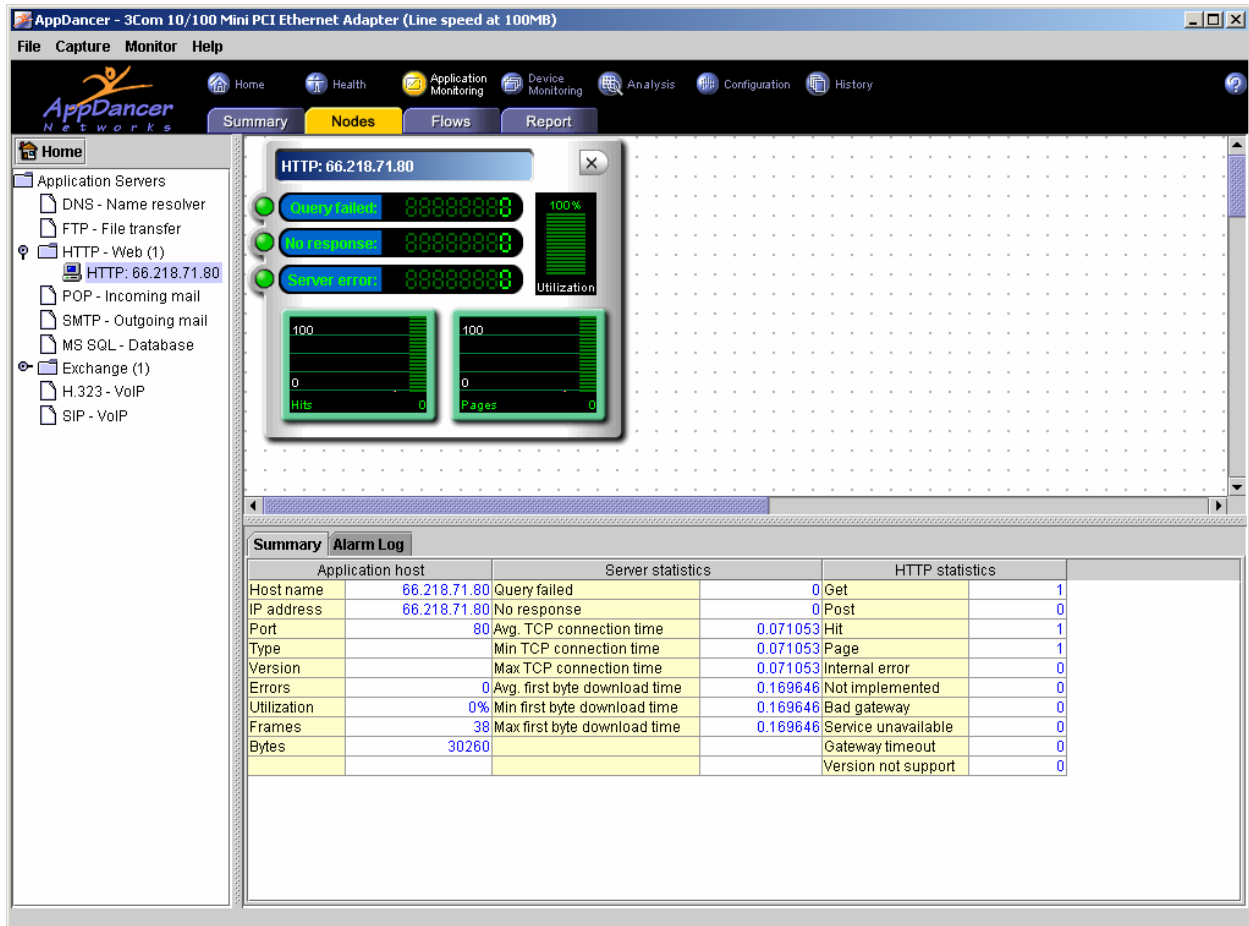 AppDancer - 3Com 10/100 Mini PCI Ethernet Adapter (Line speed at 100MB)
File Capture Monitor Help
AppDancer
Networks
Home Health Application Monitoring Device Monitoring Analysis Configuration History ?
Summary Nodes Flows Report
Home
Application Servers
DNS - Name resolver
FTP - File transfer
HTTP - Web (1)
HTTP: 66.218.71.80
POP - Incoming mail
SMTP - Outgoing mail
MS SQL - Database
Exchange (1)
H.323 - VoIP
SIP - VoIP
HTTP: 66.218.71.80
Query failed: 0
No response: 0
Server error: 0
100%
Utilization
100
0
Hits 0
100
0
Pages 0
Summary Alarm Log
Application host Server statistics HTTP statistics
Host name 66.218.71.80 Query failed 0 Get 1
IP address 66.218.71.80 No response 0 Post 0
Port 80 Avg. TCP connection time 0.071053 Hit 1
Type Min TCP connection time 0.071053 Page 1
Version Max TCP connection time 0.071053 Internal error 0
Errors 0 Avg. first byte download time 0.169646 Not implemented 0
Utilization 0% Min first byte download time 0.169646 Bad gateway 0
Frames 38 Max first byte download time 0.169646 Service unavailable 0
Bytes 30260 Gateway timeout 0
Version not support 0